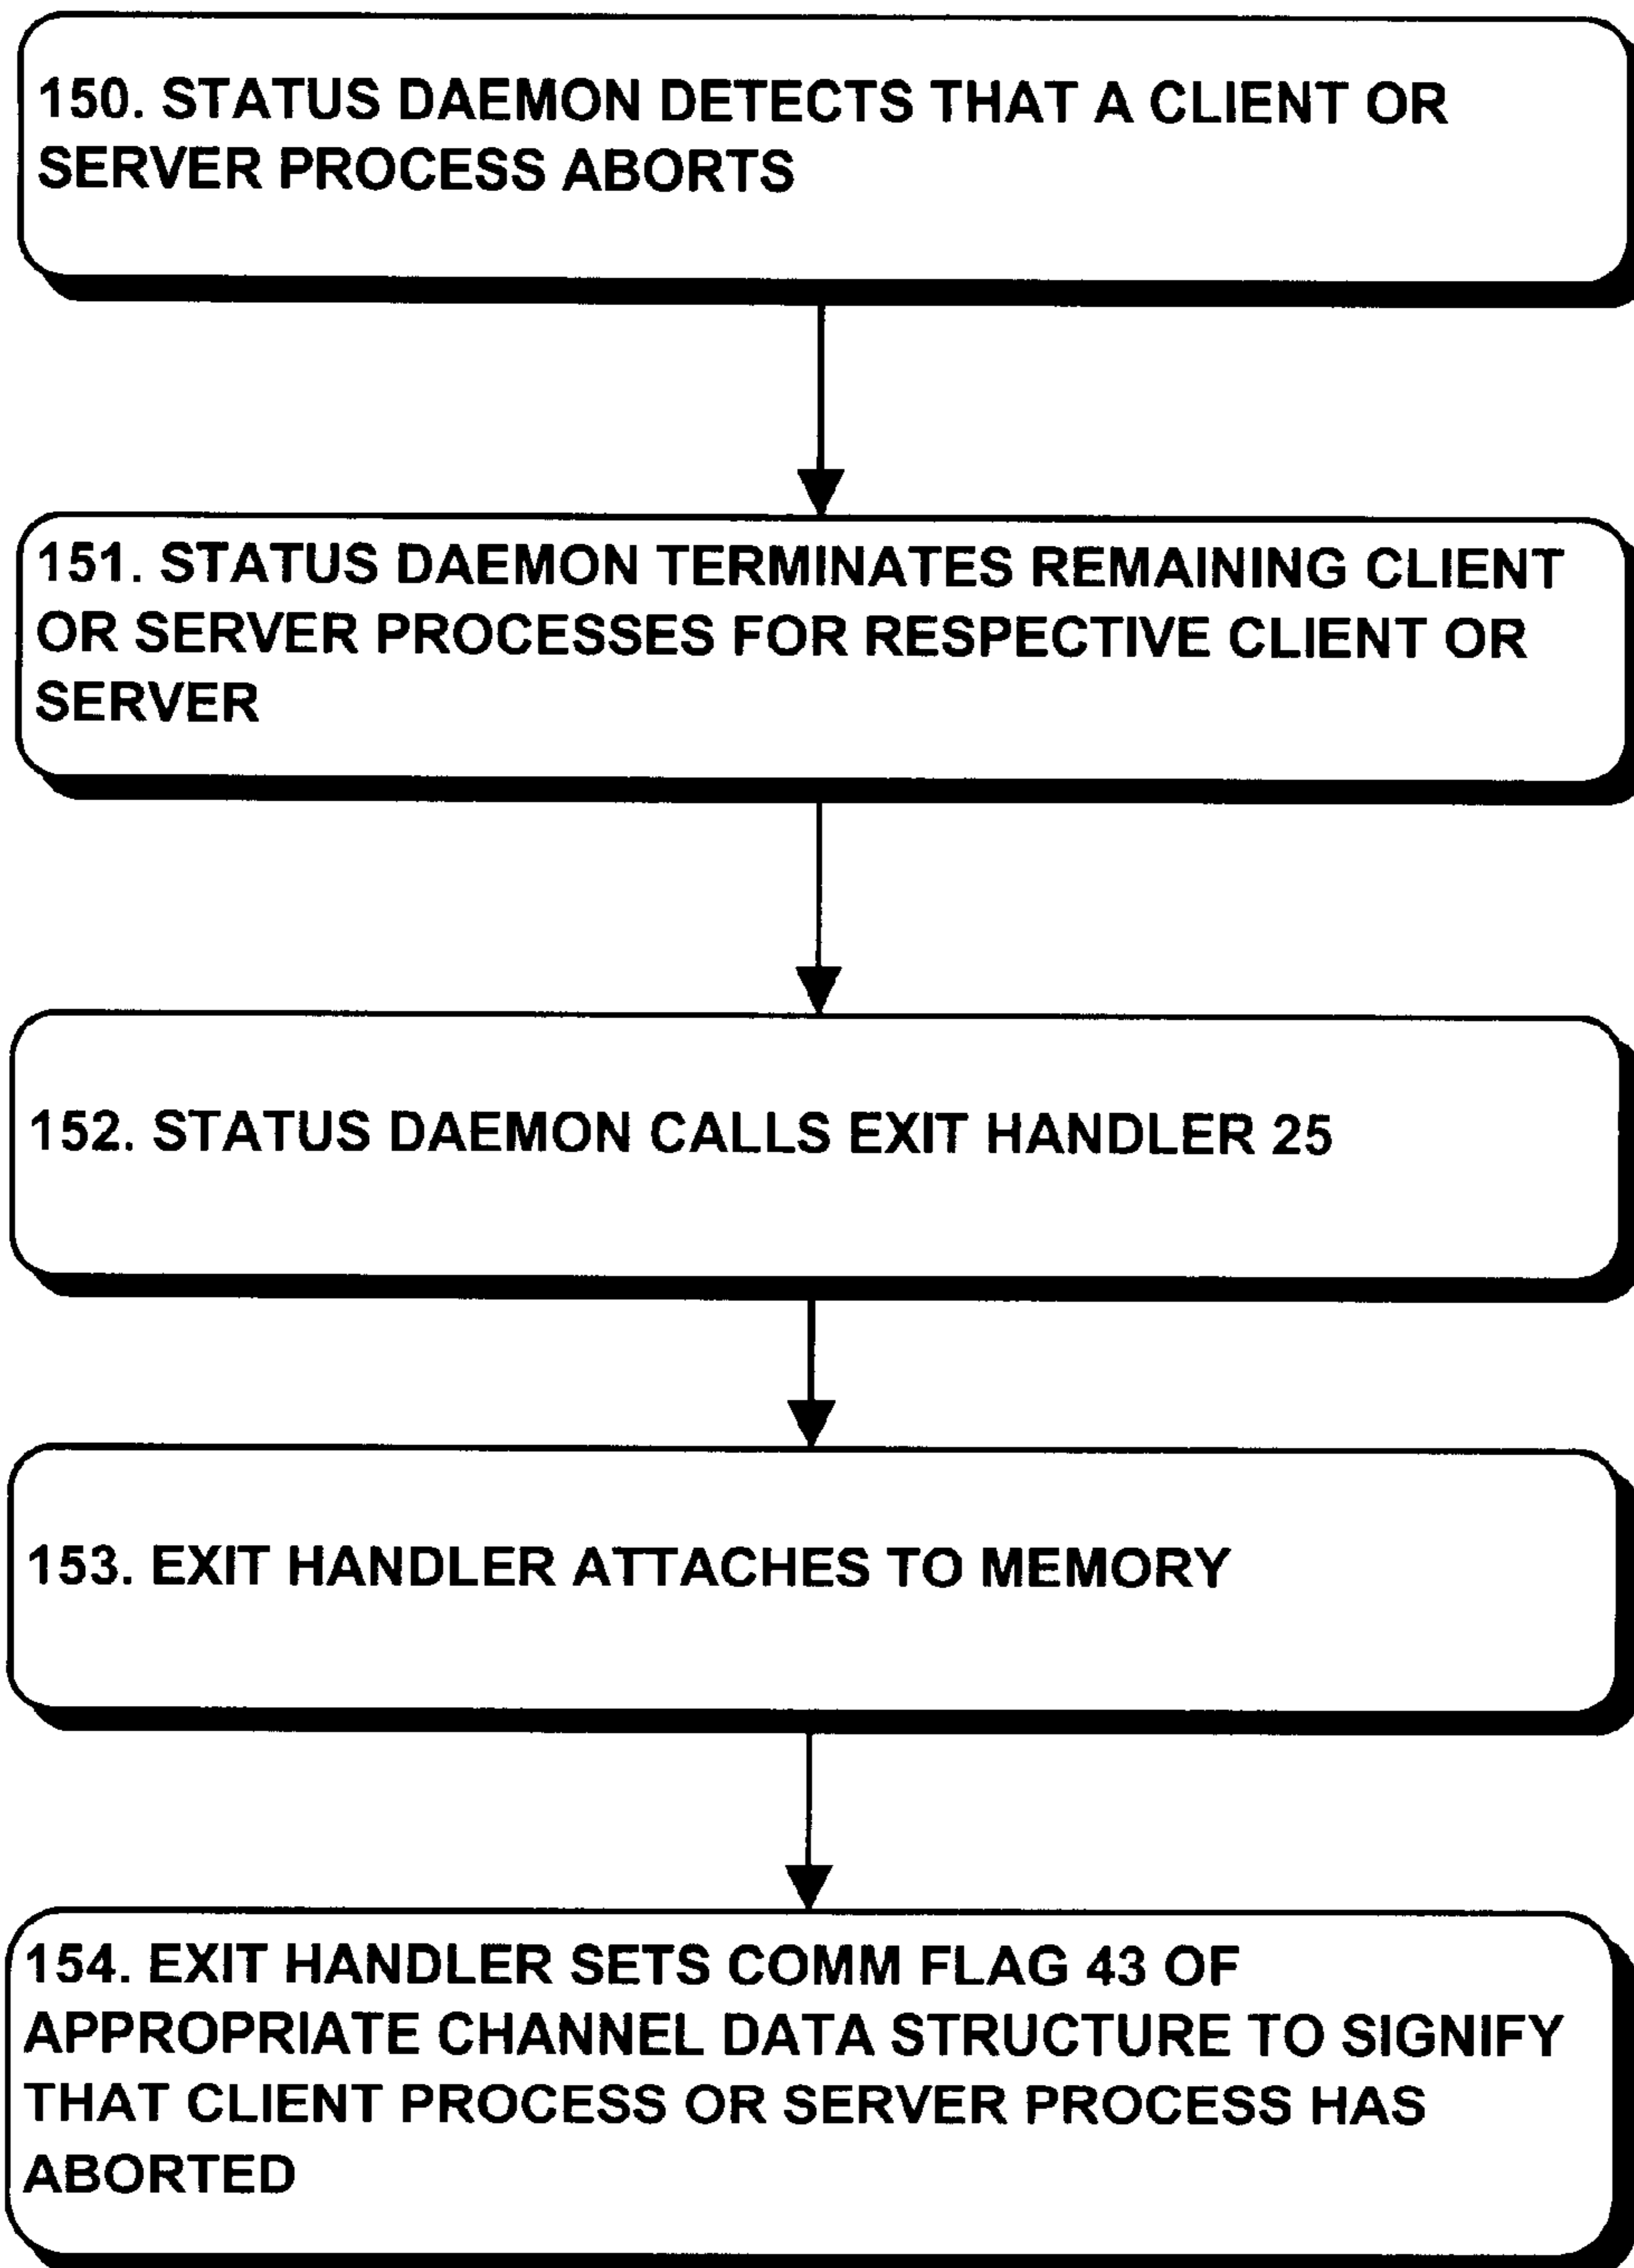 150. STATUS DAEMON DETECTS THAT A CLIENT OR
SERVER PROCESS ABORTS
151. STATUS DAEMON TERMINATES REMAINING CLIENT
OR SERVER PROCESSES FOR RESPECTIVE CLIENT OR
SERVER
152. STATUS DAEMON CALLS EXIT HANDLER 25
153. EXIT HANDLER ATTACHES TO MEMORY
154. EXIT HANDLER SETS COMM FLAG 43 OF
APPROPRIATE CHANNEL DATA STRUCTURE TO SIGNIFY
THAT CLIENT PROCESS OR SERVER PROCESS HAS
ABORTED